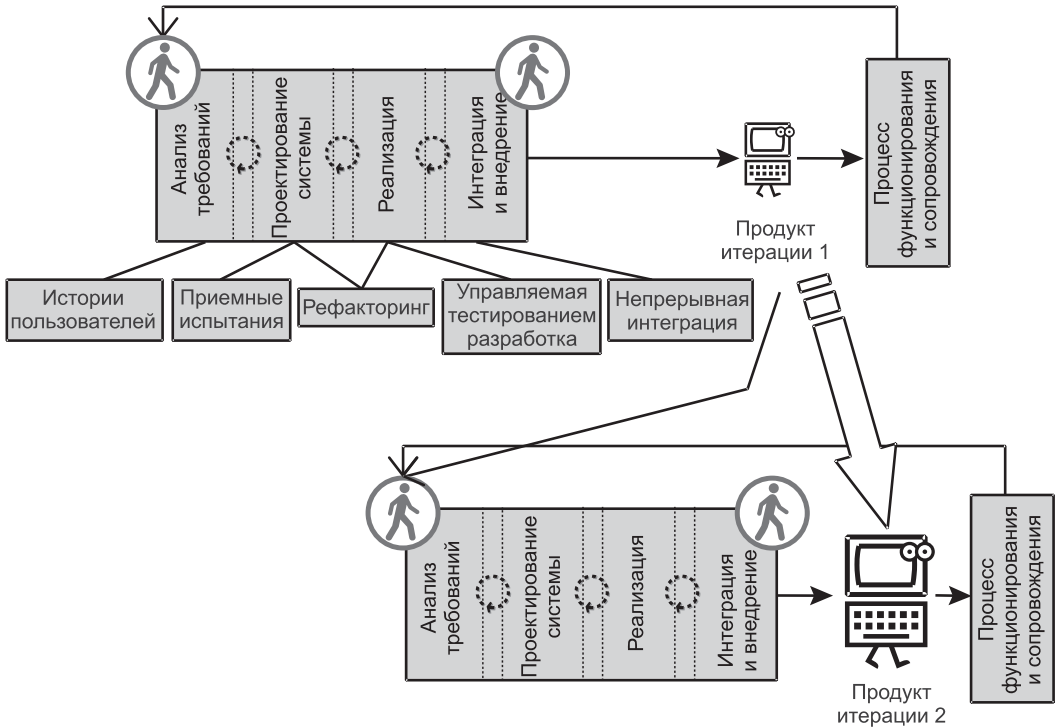 Анализ
требований
Проектирование
системы
Реализация
Интеграция
и внедрение
Продукт
итерации 1
Процесс
функционирования
и сопровождения
Истории
пользователей
Приемные
испытания
Рефакторинг
Управляемая
тестированием
разработка
Непрерывная
интеграция
Анализ
требований
Проектирование
системы
Реализация
Интеграция
и внедрение
Продукт
итерации 2
Процесс
функционирования
и сопровождения